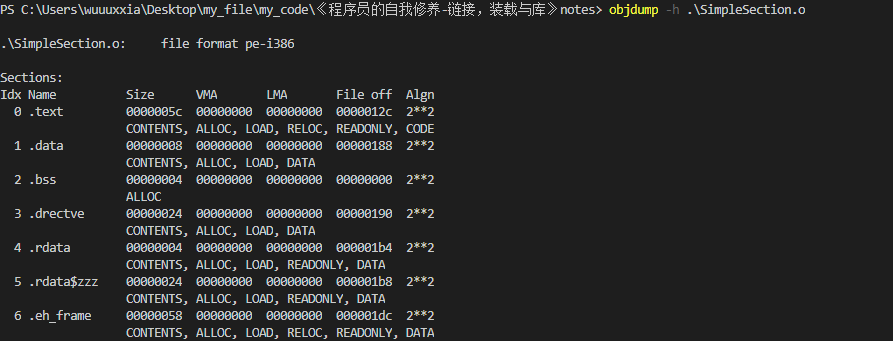 PS C:\Users\wuuuxxia\Desktop\my_file\my_code\《程序员的自我修养-链接，装载与库》notes> objdump -h .\SimpleSection.o
.\SimpleSection.o:     file format pe-i386
Sections:
Idx Name          Size      VMA       LMA       File off  Algn
  0 .text         0000005c  00000000  00000000  0000012c  2**2
                  CONTENTS, ALLOC, LOAD, RELOC, READONLY, CODE
  1 .data         00000008  00000000  00000000  00000188  2**2
                  CONTENTS, ALLOC, LOAD, DATA
  2 .bss          00000004  00000000  00000000  00000000  2**2
                  ALLOC
  3 .drectve      00000024  00000000  00000000  00000190  2**2
                  CONTENTS, ALLOC, LOAD, DATA
  4 .rdata        00000004  00000000  00000000  000001b4  2**2
                  CONTENTS, ALLOC, LOAD, READONLY, DATA
  5 .rdata$zzz    00000024  00000000  00000000  000001b8  2**2
                  CONTENTS, ALLOC, LOAD, READONLY, DATA
  6 .eh_frame     00000058  00000000  00000000  000001dc  2**2
                  CONTENTS, ALLOC, LOAD, RELOC, READONLY, DATA